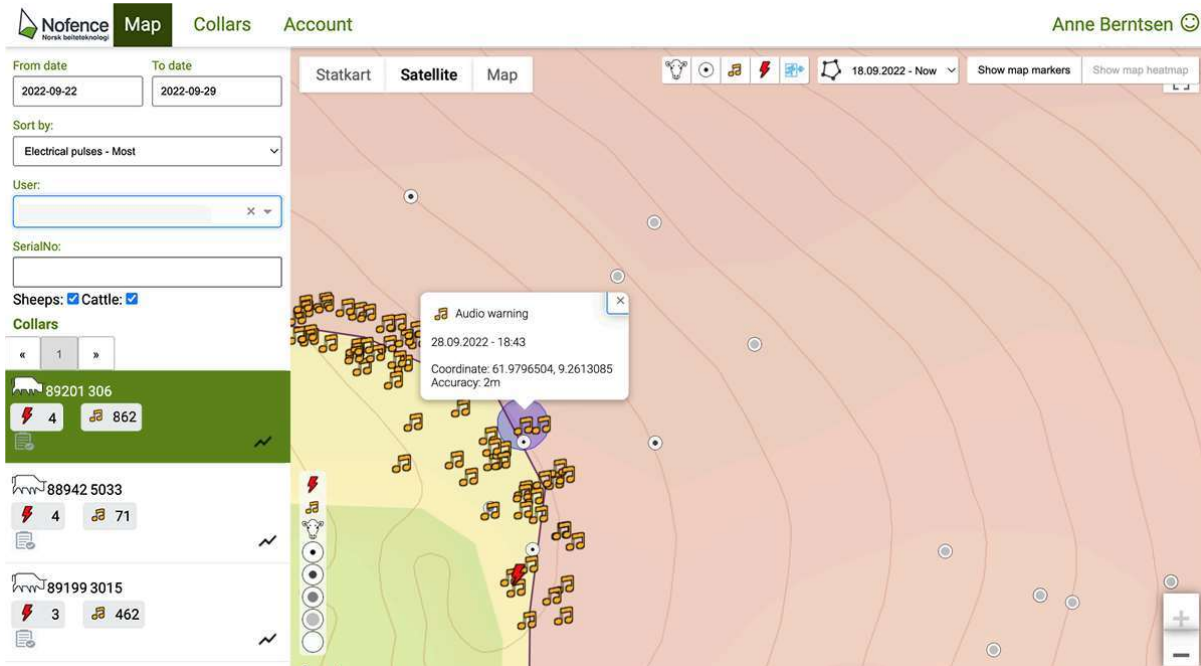 Nofence
Norsk beiteteknologi
Map
Collars
Account
Anne Berntsen
From date
To date
2022-09-22
2022-09-29
Sort by:
Electrical pulses - Most
User:
SerialNo:
Sheeps:
Cattle:
Collars
«
1
»
89201 306
4
862
88942 5033
4
71
89199 3015
3
462
Statkart
Satellite
Map
18.09.2022 - Now
Show map markers
Show map heatmap
Audio warning
×
28.09.2022 - 18:43
Coordinate: 61.9796504, 9.2613085
Accuracy: 2m
+
−